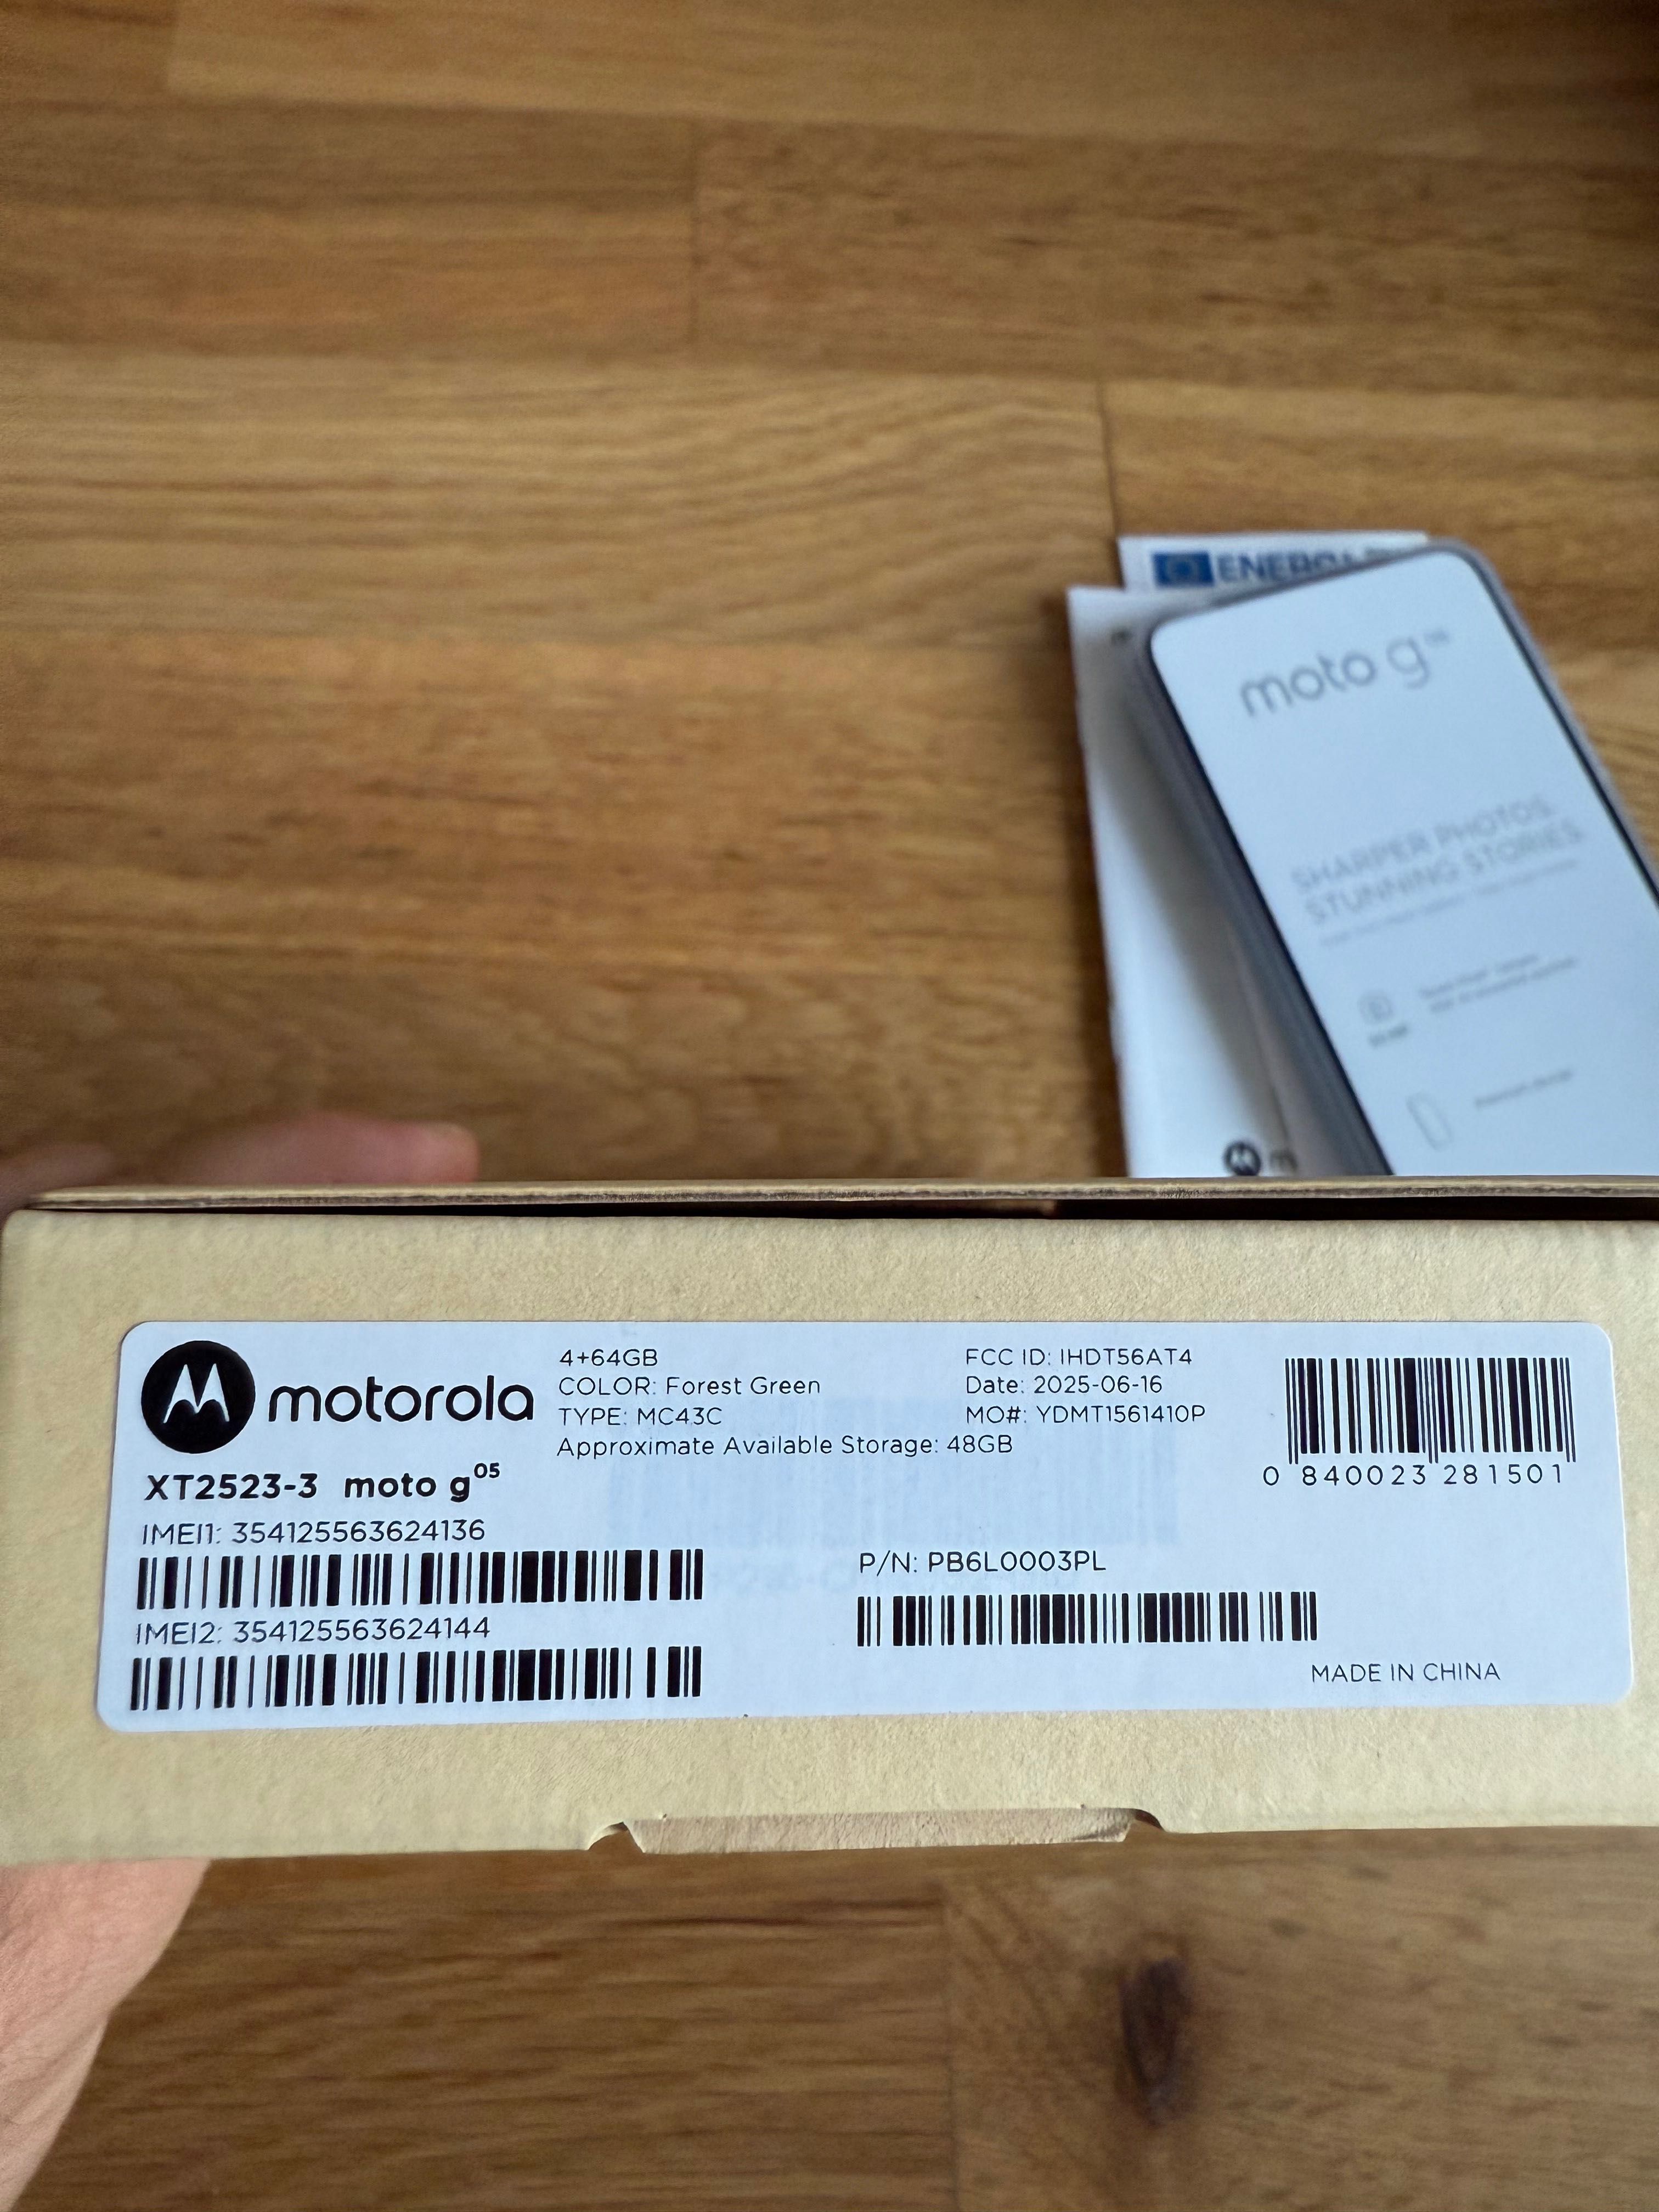 ENERG
moto g
SHARPER PHOTOS.
STUNNING STORIES.
motorola
4+64GB
COLOR: Forest Green
TYPE: MC43C
Approximate Available Storage: 48GB
FCC ID: IHDT56AT4
Date: 2025-06-16
MO#: YDMT1561410P
0 840023 281501
XT2523-3 moto g05
IMEI1: 354125563624136
IMEI2: 354125563624144
P/N: PB6L0003PL
MADE IN CHINA